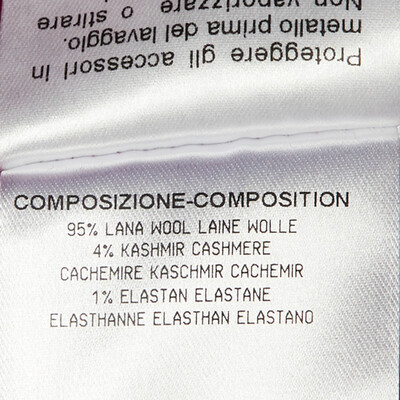 Proteggere gli accessori in
metallo prima del lavaggio.
Non vaporizzare o stirare
COMPOSIZIONE-COMPOSITION
95% LANA WOOL LAINE WOLLE
4% KASHMIR CASHMERE
CACHEMIRE KASCHMIR CACHEMIR
1% ELASTAN ELASTANE
ELASTHANNE ELASTHAN ELASTANO